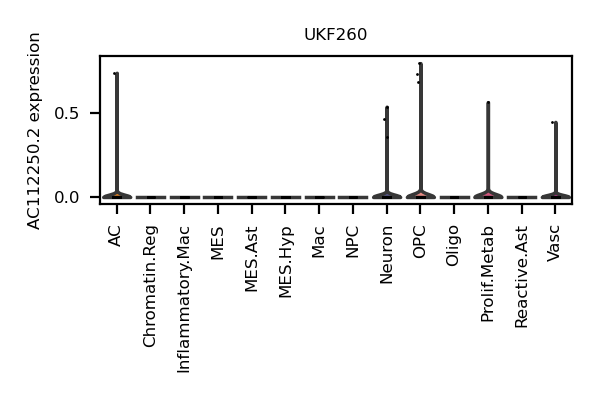 UKF260
AC112250.2 expression
0.5
0.0
AC
Chromatin.Reg
Inflammatory.Mac
MES
MES.Ast
MES.Hyp
Mac
NPC
Neuron
OPC
Oligo
Prolif.Metab
Reactive.Ast
Vasc